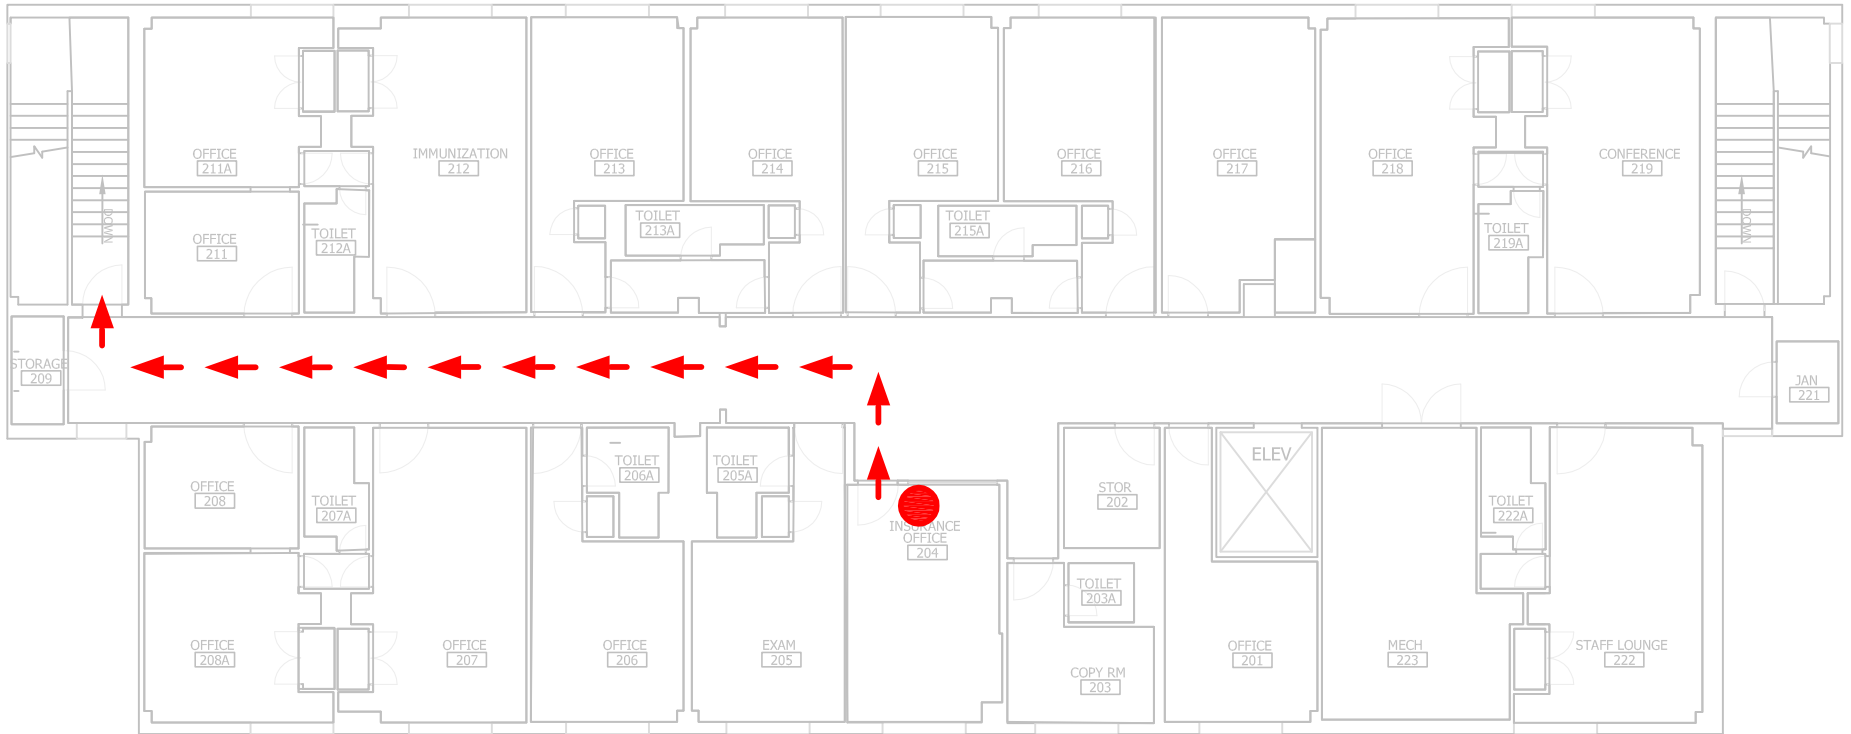 OFFICE
211A
IMMUNIZATION
212
OFFICE
213
OFFICE
214
OFFICE
215
OFFICE
216
OFFICE
217
OFFICE
218
CONFERENCE
219
DOWN
OFFICE
211
TOILET
212A
TOILET
213A
TOILET
215A
TOILET
219A
DOWN
STORAGE
209
JAN
221
OFFICE
208
TOILET
207A
TOILET
206A
TOILET
205A
INSURANCE
OFFICE
204
STOR
202
ELEV
TOILET
222A
TOILET
203A
OFFICE
208A
OFFICE
207
OFFICE
206
EXAM
205
COPY RM
203
OFFICE
201
MECH
223
STAFF LOUNGE
222